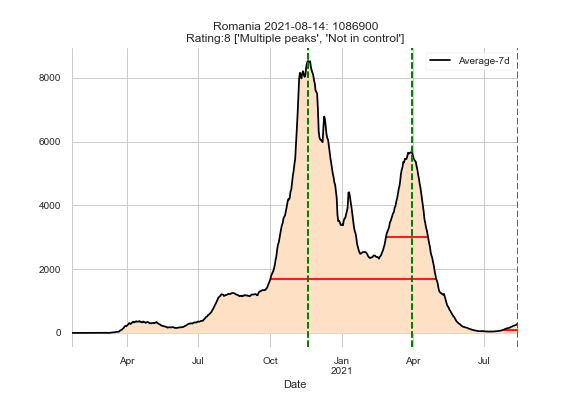 Romania 2021-08-14: 1086900
Rating:8 ['Multiple peaks', 'Not in control']
Average-7d
8000
6000
4000
2000
0
Apr
Jul
Oct
Jan
2021
Apr
Jul
Date